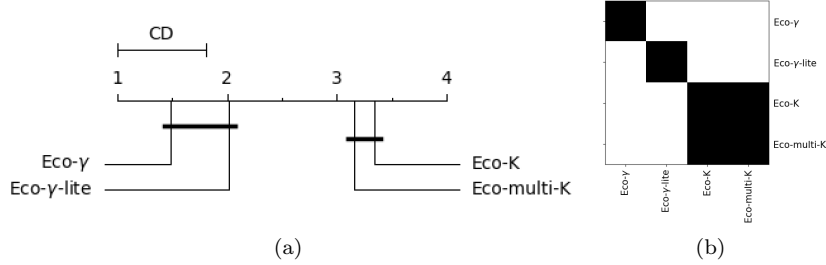 CD
1 2 3 4
Eco-γ
Eco-γ-lite
Eco-K
Eco-multi-K
(a)
Eco-γ
Eco-γ-lite
Eco-K
Eco-multi-K
Eco-γ
Eco-γ-lite
Eco-K
Eco-multi-K
(b)